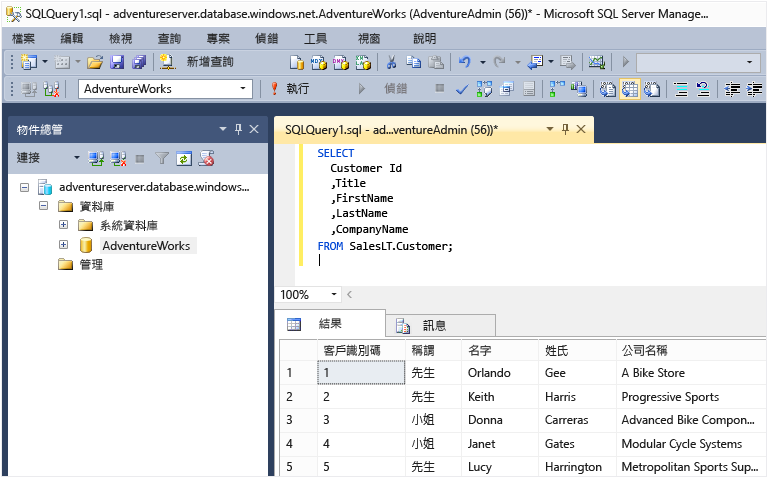 SQLQuery1.sql - adventureserver.database.windows.net.AdventureWorks (AdventureAdmin (56))* - Microsoft SQL Server Manage...
檔案 編輯 檢視 查詢 專案 偵錯 工具 視窗 說明
新增查詢 MDX DMX XMLA
AdventureWorks 執行 偵錯
物件總管
SQLQuery1.sql - ad...ventureAdmin (56))*
連接
adventureserver.database.windows...
資料庫
系統資料庫
AdventureWorks
管理
SELECT
Customer Id
,Title
,FirstName
,LastName
,CompanyName
FROM SalesLT.Customer;
100%
結果 訊息
客戶識別碼 稱謂 名字 姓氏 公司名稱
1 1 先生 Orlando Gee A Bike Store
2 2 先生 Keith Harris Progressive Sports
3 3 小姐 Donna Carreras Advanced Bike Compon...
4 4 小姐 Janet Gates Modular Cycle Systems
5 5 先生 Lucy Harrington Metropolitan Sports Sup...